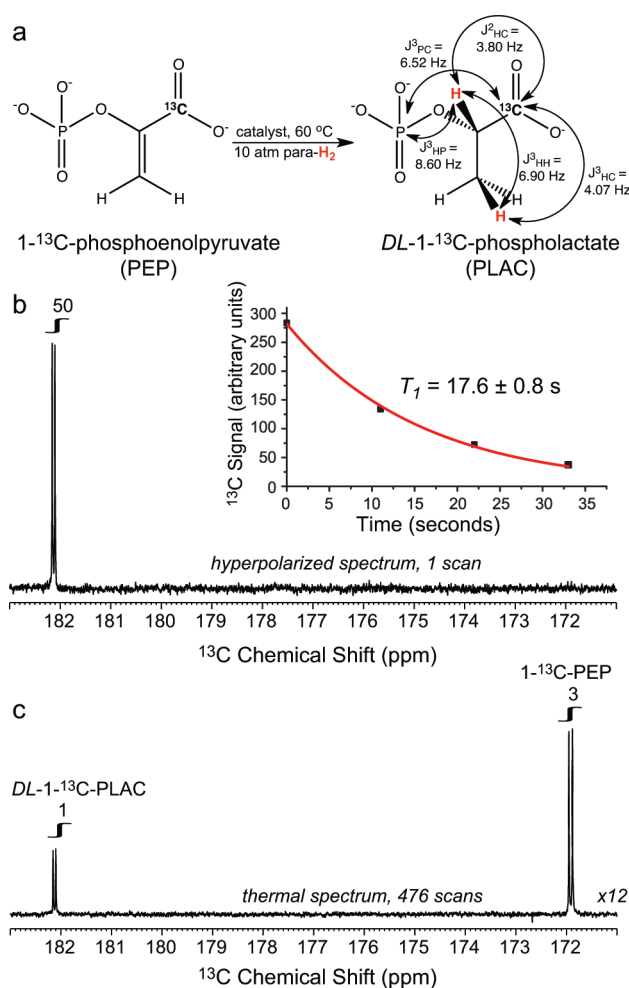 a
J³PC =
6.52 Hz
J²HC =
3.80 Hz
O⁻
⁻O
P
O
O
O
¹³C
O⁻
H
H
catalyst, 60 °C
10 atm para-H₂
O⁻
⁻O
P
O
O
H
O
¹³C
O⁻
J³HP =
8.60 Hz
J³HH =
6.90 Hz
J³HC =
4.07 Hz
H
H
H
1-¹³C-phosphoenolpyruvate
(PEP)
DL-1-¹³C-phospholactate
(PLAC)
b
50
300
250
200
150
100
50
0
¹³C Signal (arbitrary units)
T₁ = 17.6 ± 0.8 s
0 5 10 15 20 25 30 35
Time (seconds)
hyperpolarized spectrum, 1 scan
182 181 180 179 178 177 176 175 174 173 172
¹³C Chemical Shift (ppm)
1-¹³C-PEP
3
c
DL-1-¹³C-PLAC
1
thermal spectrum, 476 scans
x12
182 181 180 179 178 177 176 175 174 173 172
¹³C Chemical Shift (ppm)